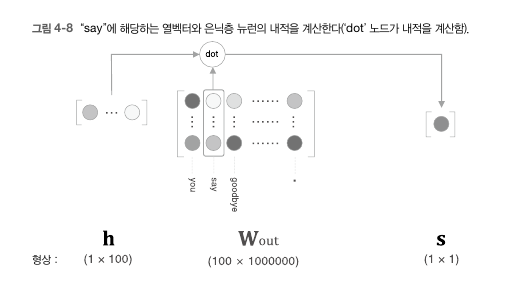 그림 4-8 “say”에 해당하는 열벡터와 은닉층 뉴런의 내적을 계산한다('dot' 노드가 내적을 계산함).
dot
you
say
goodbye
.
h
Wout
s
형상 :
(1 × 100)
(100 × 1000000)
(1 × 1)